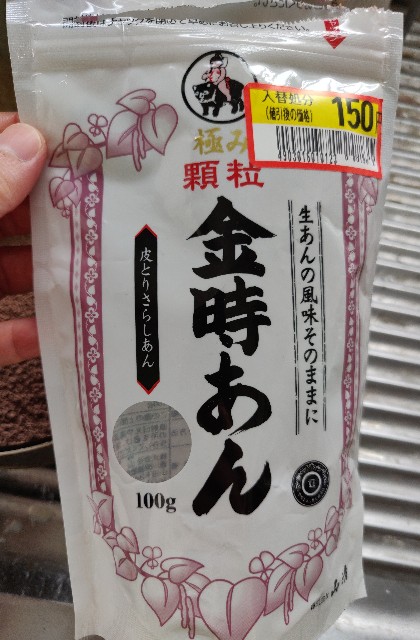 入替処分
(値引後の価格)
150円
極み
顆粒
金時あん
生あんの風味そのままに
皮とりさらしあん
100g